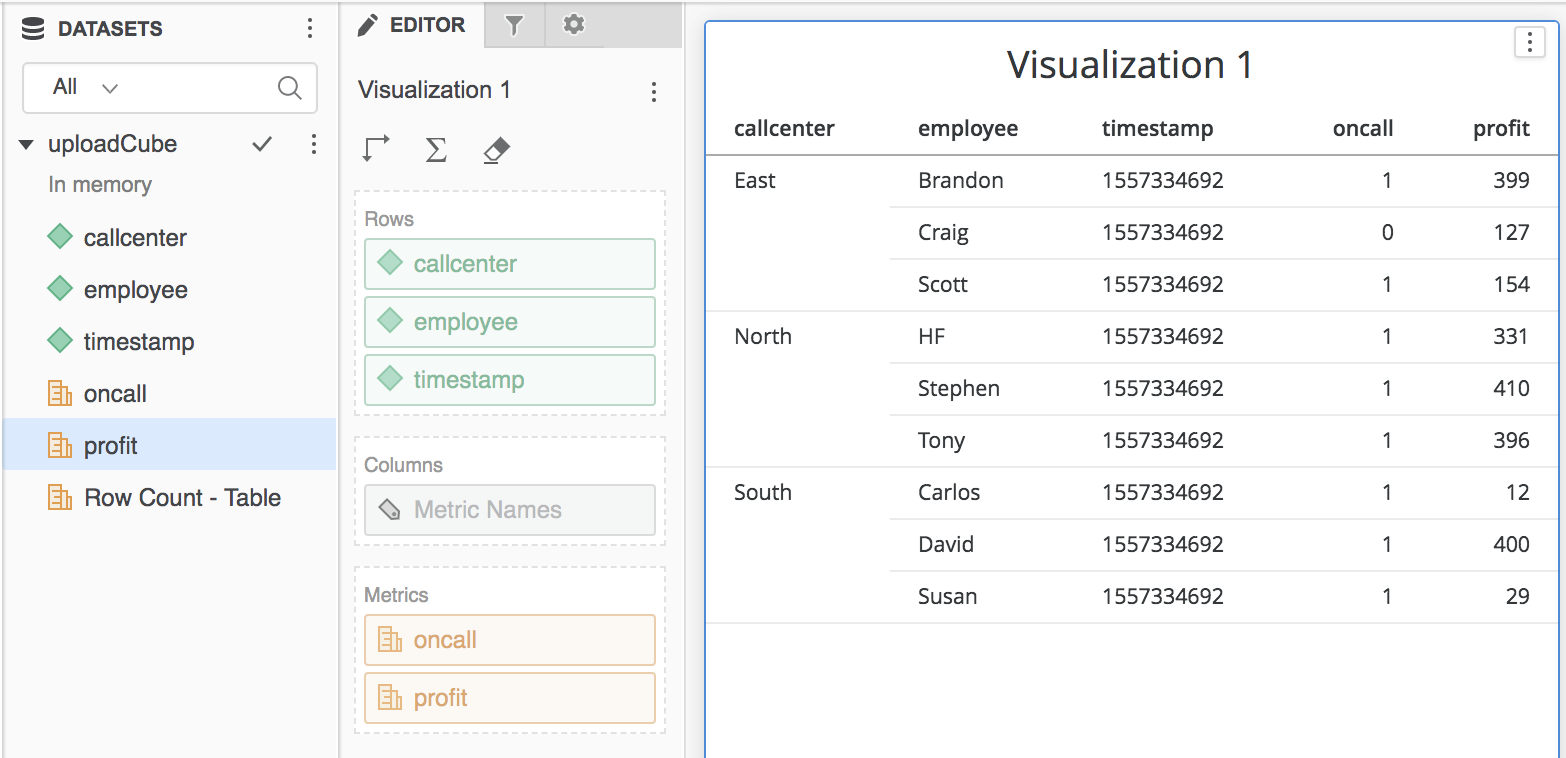 DATASETS
All
uploadCube
In memory
callcenter
employee
timestamp
oncall
profit
Row Count - Table
EDITOR
Visualization 1
Rows
callcenter
employee
timestamp
Columns
Metric Names
Metrics
oncall
profit
Visualization 1
callcenter employee timestamp oncall profit
East Brandon 1557334692 1 399
Craig 1557334692 0 127
Scott 1557334692 1 154
North HF 1557334692 1 331
Stephen 1557334692 1 410
Tony 1557334692 1 396
South Carlos 1557334692 1 12
David 1557334692 1 400
Susan 1557334692 1 29